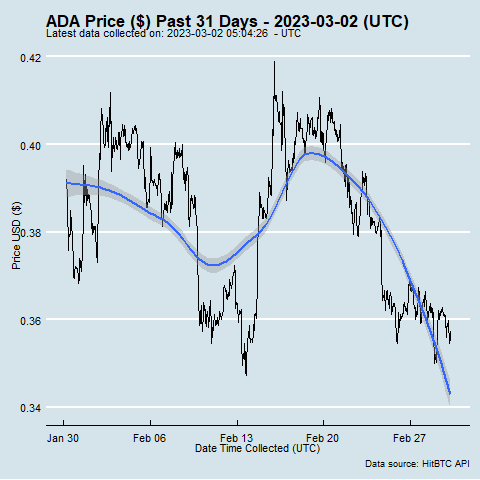 ADA Price ($) Past 31 Days - 2023-03-02 (UTC)
Latest data collected on: 2023-03-02 05:04:26 - UTC
0.42
0.40
0.38
0.36
0.34
Price USD ($)
Jan 30
Feb 06
Feb 13
Feb 20
Feb 27
Date Time Collected (UTC)
Data source: HitBTC API